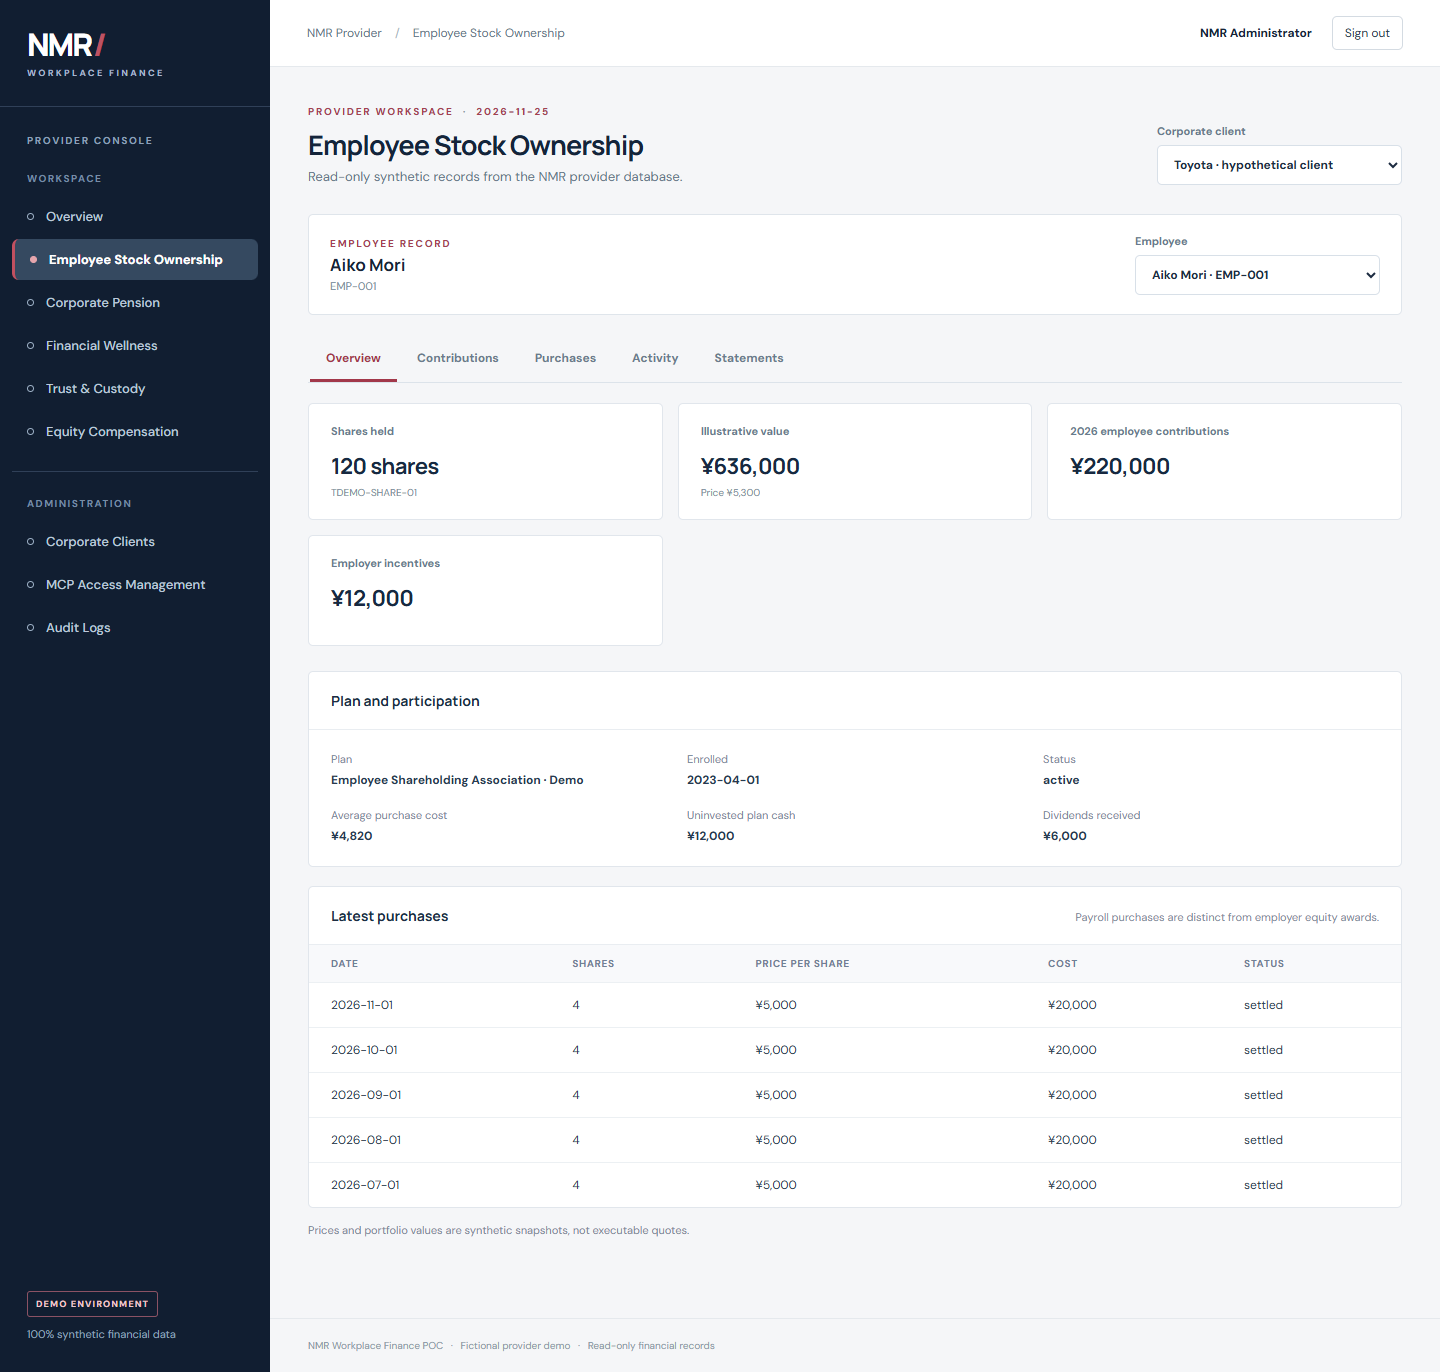 NMR/
WORKPLACE FINANCE
PROVIDER CONSOLE
WORKSPACE
Overview
Employee Stock Ownership
Corporate Pension
Financial Wellness
Trust & Custody
Equity Compensation
ADMINISTRATION
Corporate Clients
MCP Access Management
Audit Logs
DEMO ENVIRONMENT
100% synthetic financial data
NMR Provider / Employee Stock Ownership
NMR Administrator
Sign out
PROVIDER WORKSPACE · 2026-11-25
Employee Stock Ownership
Read-only synthetic records from the NMR provider database.
Corporate client
Toyota · hypothetical client
EMPLOYEE RECORD
Aiko Mori
EMP-001
Employee
Aiko Mori · EMP-001
Overview Contributions Purchases Activity Statements
Shares held
120 shares
TDEMO-SHARE-01
Illustrative value
¥636,000
Price ¥5,300
2026 employee contributions
¥220,000
Employer incentives
¥12,000
Plan and participation
Plan
Employee Shareholding Association · Demo
Enrolled
2023-04-01
Status
active
Average purchase cost
¥4,820
Uninvested plan cash
¥12,000
Dividends received
¥6,000
Latest purchases
Payroll purchases are distinct from employer equity awards.
DATE SHARES PRICE PER SHARE COST STATUS
2026-11-01 4 ¥5,000 ¥20,000 settled
2026-10-01 4 ¥5,000 ¥20,000 settled
2026-09-01 4 ¥5,000 ¥20,000 settled
2026-08-01 4 ¥5,000 ¥20,000 settled
2026-07-01 4 ¥5,000 ¥20,000 settled
Prices and portfolio values are synthetic snapshots, not executable quotes.
NMR Workplace Finance POC · Fictional provider demo · Read-only financial records